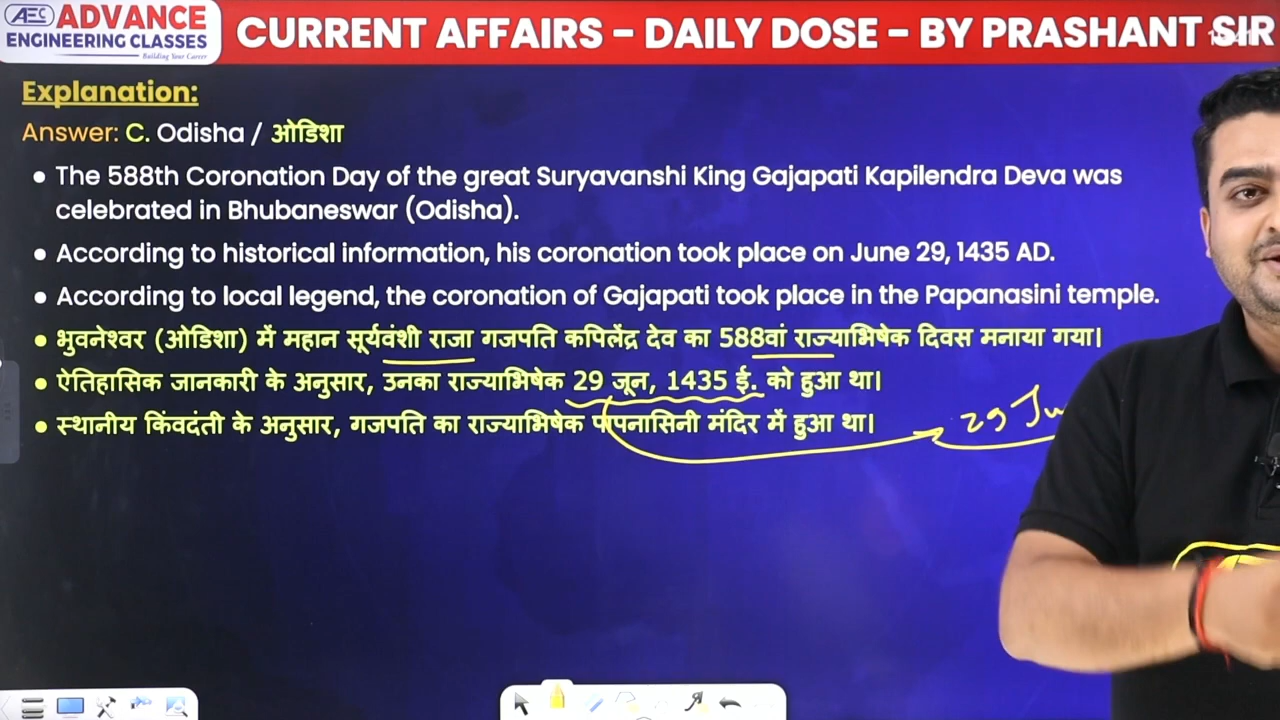 AEC ADVANCE
ENGINEERING CLASSES
Building Your Career
CURRENT AFFAIRS - DAILY DOSE - BY PRASHANT SIR
Explanation:
Answer: C. Odisha / ओडिशा
• The 588th Coronation Day of the great Suryavanshi King Gajapati Kapilendra Deva was
celebrated in Bhubaneswar (Odisha).
• According to historical information, his coronation took place on June 29, 1435 AD.
• According to local legend, the coronation of Gajapati took place in the Papanasini temple.
• भुवनेश्वर (ओडिशा) में महान सूर्यवंशी राजा गजपति कपिलेंद्र देव का 588वां राज्याभिषेक दिवस मनाया गया।
• ऐतिहासिक जानकारी के अनुसार, उनका राज्याभिषेक 29 जून, 1435 ई. को हुआ था।
• स्थानीय किंवदंती के अनुसार, गजपति का राज्याभिषेक पापनासिनी मंदिर में हुआ था।
29 Ju